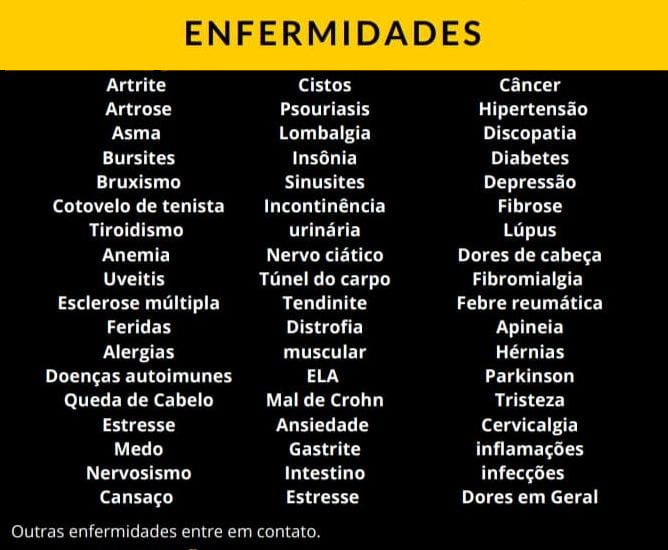 ENFERMIDADES
Artrite
Artrose
Asma
Bursites
Bruxismo
Cotovelo de tenista
Tiroidismo
Anemia
Uveitis
Esclerose múltipla
Feridas
Alergias
Doenças autoimunes
Queda de Cabelo
Estresse
Medo
Nervosismo
Cansaço
Cistos
Psouriasis
Lombalgia
Insônia
Sinusites
Incontinência
urinária
Nervo ciático
Túnel do carpo
Tendinite
Distrofia
muscular
ELA
Mal de Crohn
Ansiedade
Gastrite
Intestino
Estresse
Câncer
Hipertensão
Discopatia
Diabetes
Depressão
Fibrose
Lúpus
Dores de cabeça
Fibromialgia
Febre reumática
Apineia
Hérnias
Parkinson
Tristeza
Cervicalgia
inflamações
infecções
Dores em Geral
Outras enfermidades entre em contato.